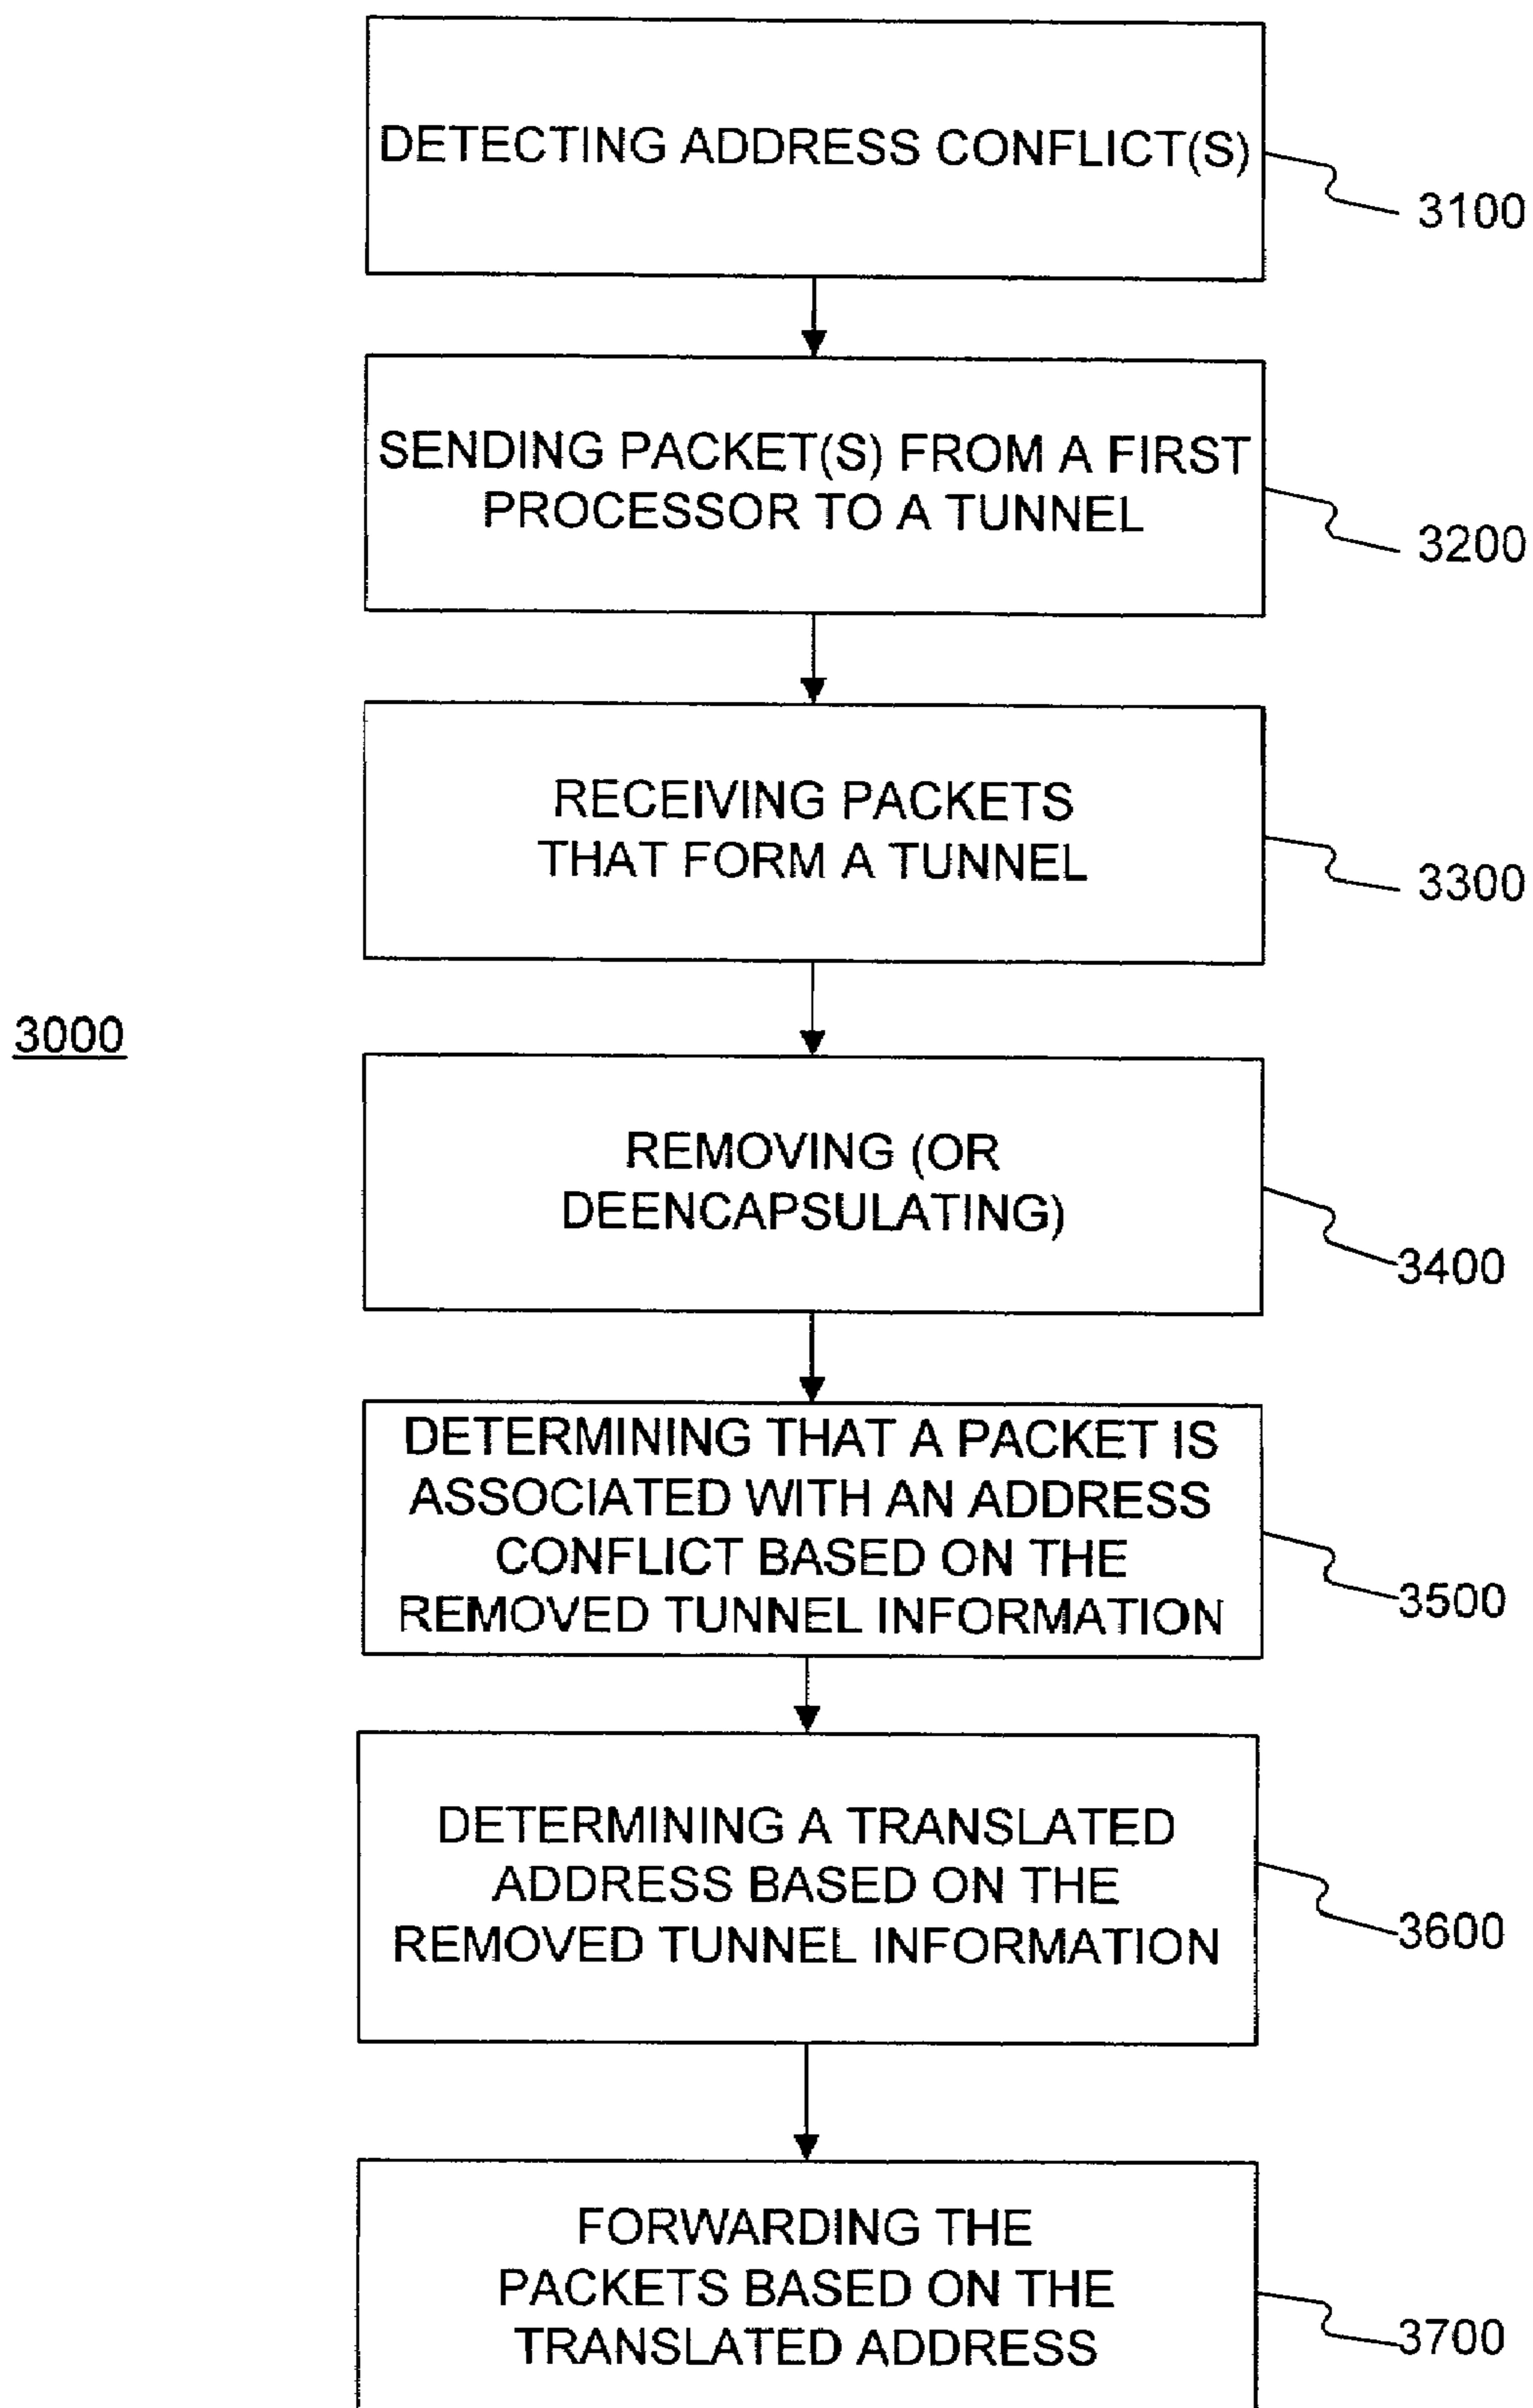 DETECTING ADDRESS CONFLICT(S)
3100
SENDING PACKET(S) FROM A FIRST
PROCESSOR TO A TUNNEL
3200
RECEIVING PACKETS
THAT FORM A TUNNEL
3300
3000
REMOVING (OR
DEENCAPSULATING)
3400
DETERMINING THAT A PACKET IS
ASSOCIATED WITH AN ADDRESS
CONFLICT BASED ON THE
REMOVED TUNNEL INFORMATION
3500
DETERMINING A TRANSLATED
ADDRESS BASED ON THE
REMOVED TUNNEL INFORMATION
3600
FORWARDING THE
PACKETS BASED ON THE
TRANSLATED ADDRESS
3700